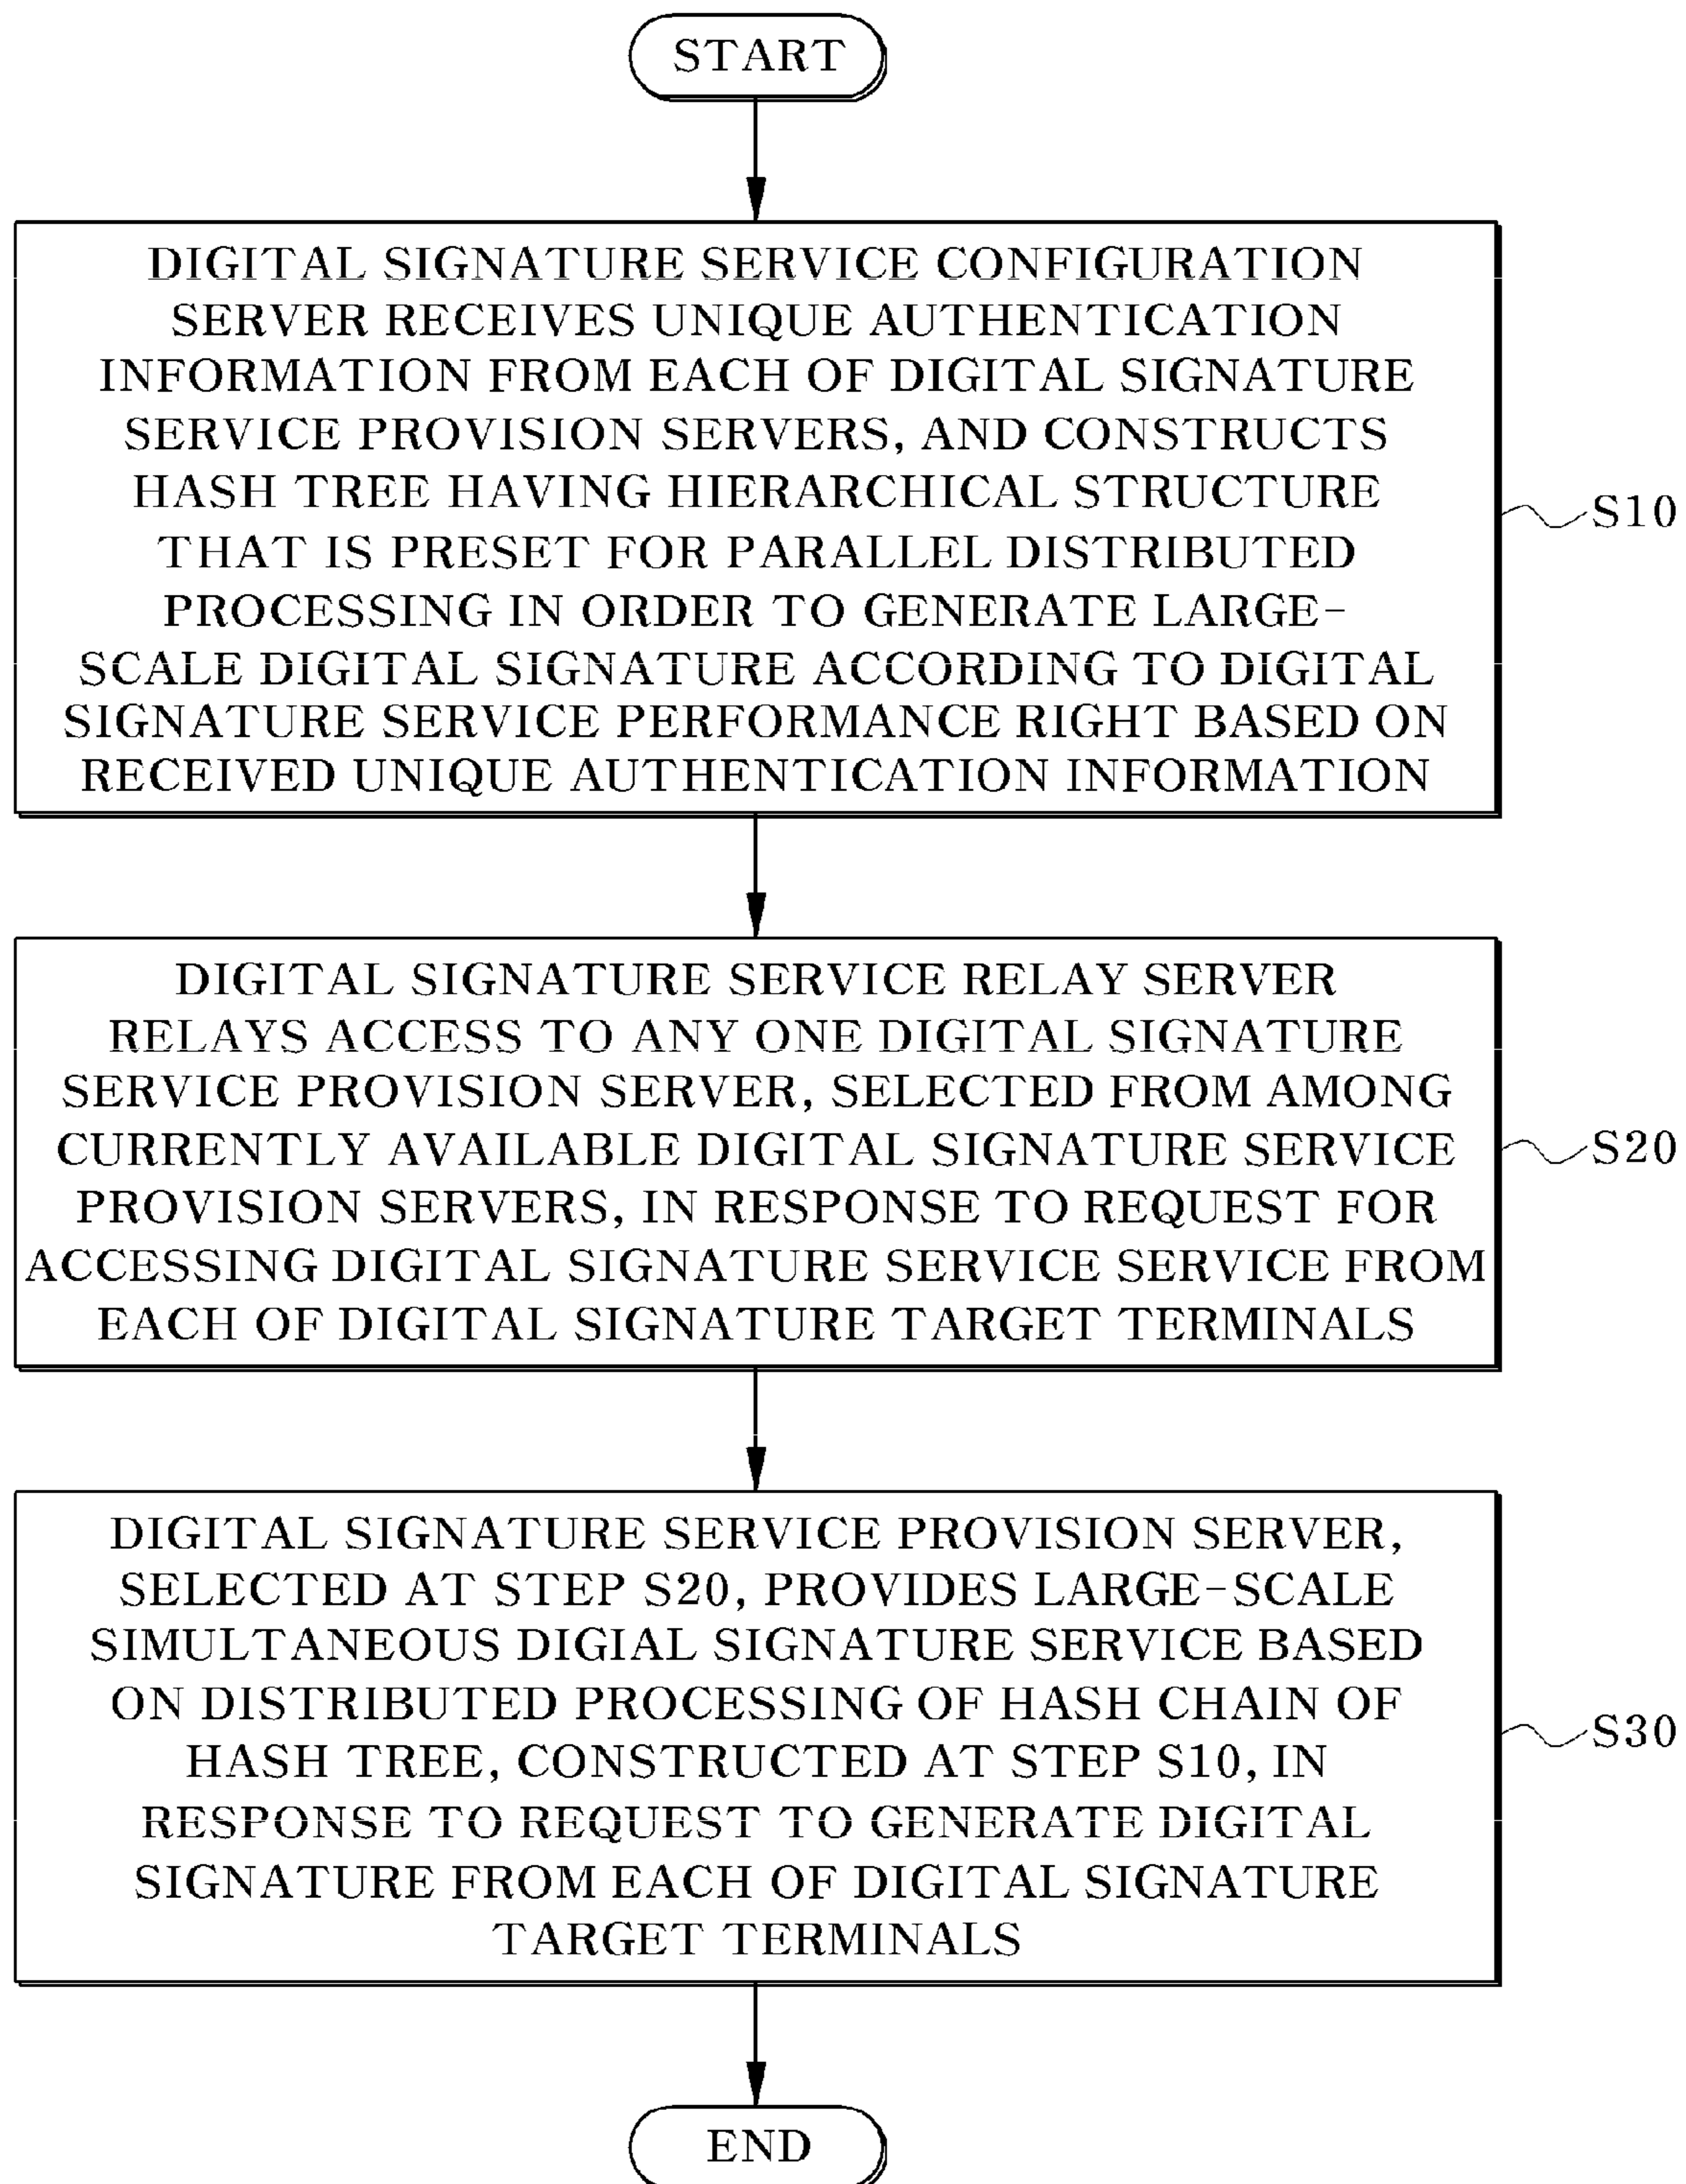 START
DIGITAL SIGNATURE SERVICE CONFIGURATION
SERVER RECEIVES UNIQUE AUTHENTICATION
INFORMATION FROM EACH OF DIGITAL SIGNATURE
SERVICE PROVISION SERVERS, AND CONSTRUCTS
HASH TREE HAVING HIERARCHICAL STRUCTURE
THAT IS PRESET FOR PARALLEL DISTRIBUTED
PROCESSING IN ORDER TO GENERATE LARGE-
SCALE DIGITAL SIGNATURE ACCORDING TO DIGITAL
SIGNATURE SERVICE PERFORMANCE RIGHT BASED ON
RECEIVED UNIQUE AUTHENTICATION INFORMATION
S10
DIGITAL SIGNATURE SERVICE RELAY SERVER
RELAYS ACCESS TO ANY ONE DIGITAL SIGNATURE
SERVICE PROVISION SERVER, SELECTED FROM AMONG
CURRENTLY AVAILABLE DIGITAL SIGNATURE SERVICE
PROVISION SERVERS, IN RESPONSE TO REQUEST FOR
ACCESSING DIGITAL SIGNATURE SERVICE SERVICE FROM
EACH OF DIGITAL SIGNATURE TARGET TERMINALS
S20
DIGITAL SIGNATURE SERVICE PROVISION SERVER,
SELECTED AT STEP S20, PROVIDES LARGE-SCALE
SIMULTANEOUS DIGIAL SIGNATURE SERVICE BASED
ON DISTRIBUTED PROCESSING OF HASH CHAIN OF
HASH TREE, CONSTRUCTED AT STEP S10, IN
RESPONSE TO REQUEST TO GENERATE DIGITAL
SIGNATURE FROM EACH OF DIGITAL SIGNATURE
TARGET TERMINALS
S30
END